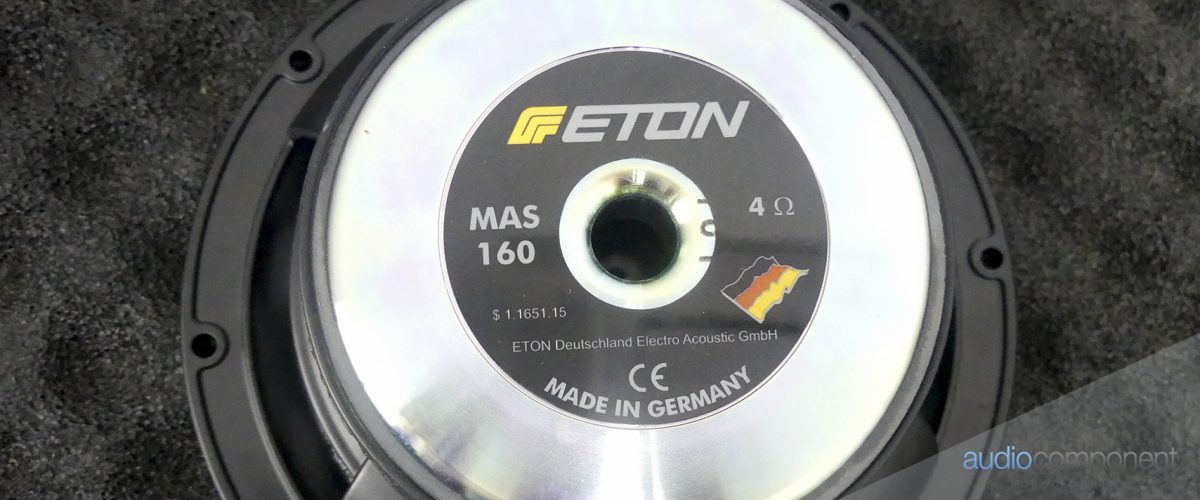 ETON
MAS
160
4 Ω
$ 1.1651.15
ETON Deutschland Electro Acoustic GmbH
CE
MADE IN GERMANY
audiocomponent